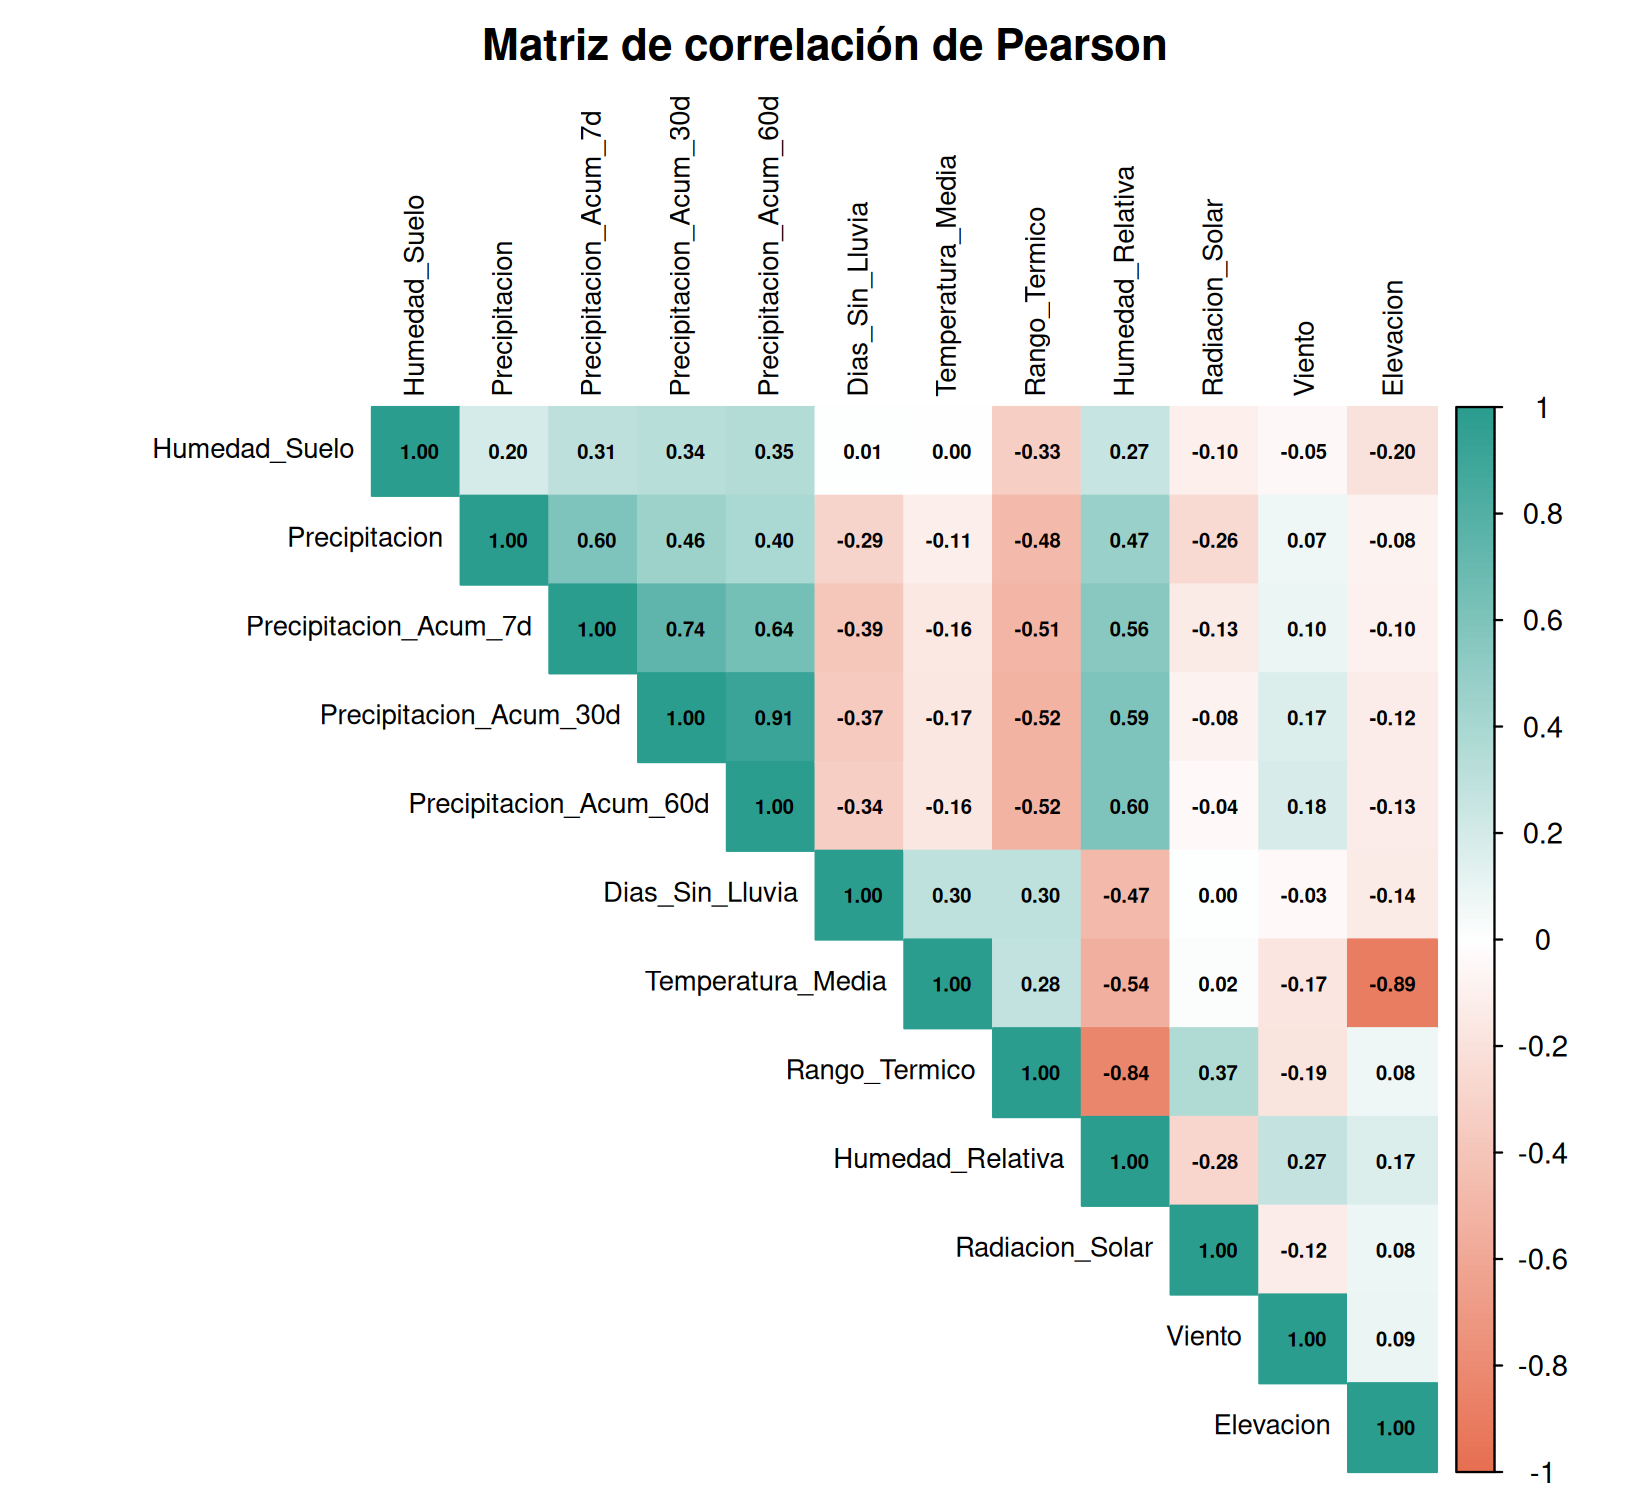 Matriz de correlación de Pearson
Humedad_Suelo
Precipitacion
Precipitacion_Acum_7d
Precipitacion_Acum_30d
Precipitacion_Acum_60d
Dias_Sin_Lluvia
Temperatura_Media
Rango_Termico
Humedad_Relativa
Radiacion_Solar
Viento
Elevacion
Humedad_Suelo 1.00 0.20 0.31 0.34 0.35 0.01 0.00 -0.33 0.27 -0.10 -0.05 -0.20
Precipitacion 1.00 0.60 0.46 0.40 -0.29 -0.11 -0.48 0.47 -0.26 0.07 -0.08
Precipitacion_Acum_7d 1.00 0.74 0.64 -0.39 -0.16 -0.51 0.56 -0.13 0.10 -0.10
Precipitacion_Acum_30d 1.00 0.91 -0.37 -0.17 -0.52 0.59 -0.08 0.17 -0.12
Precipitacion_Acum_60d 1.00 -0.34 -0.16 -0.52 0.60 -0.04 0.18 -0.13
Dias_Sin_Lluvia 1.00 0.30 0.30 -0.47 0.00 -0.03 -0.14
Temperatura_Media 1.00 0.28 -0.54 0.02 -0.17 -0.89
Rango_Termico 1.00 -0.84 0.37 -0.19 0.08
Humedad_Relativa 1.00 -0.28 0.27 0.17
Radiacion_Solar 1.00 -0.12 0.08
Viento 1.00 0.09
Elevacion 1.00
1
0.8
0.6
0.4
0.2
0
-0.2
-0.4
-0.6
-0.8
-1